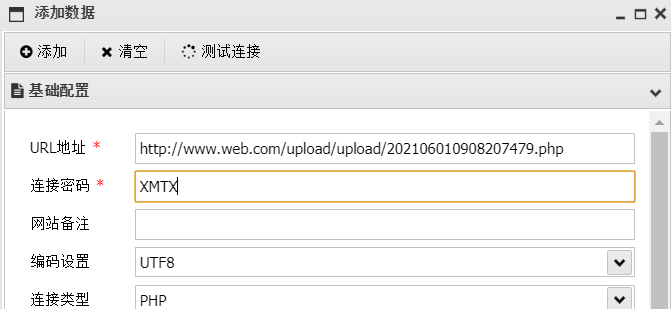 添加数据
添加 清空 测试连接
基础配置
URL地址 * http://www.web.com/upload/upload/202106010908207479.php
连接密码 * XMTX
网站备注
编码设置 UTF8
连接类型 PHP